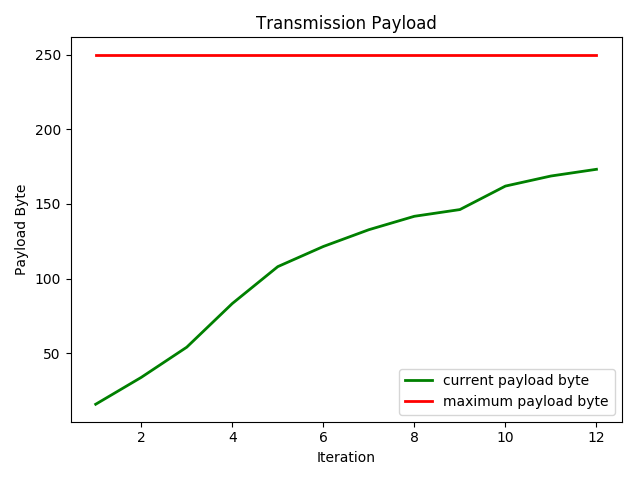 Transmission Payload
250
200
150
100
50
Payload Byte
2 4 6 8 10 12
Iteration
current payload byte
maximum payload byte